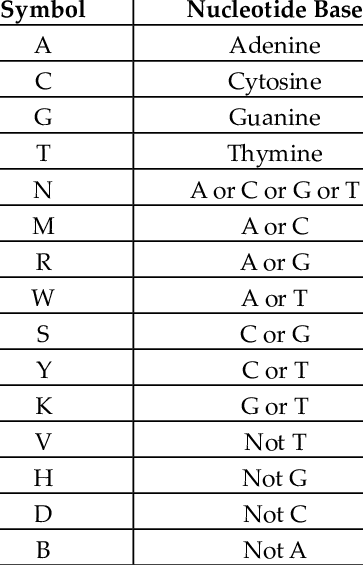 Symbol Nucleotide Base
A Adenine
C Cytosine
G Guanine
T Thymine
N A or C or G or T
M A or C
R A or G
W A or T
S C or G
Y C or T
K G or T
V Not T
H Not G
D Not C
B Not A